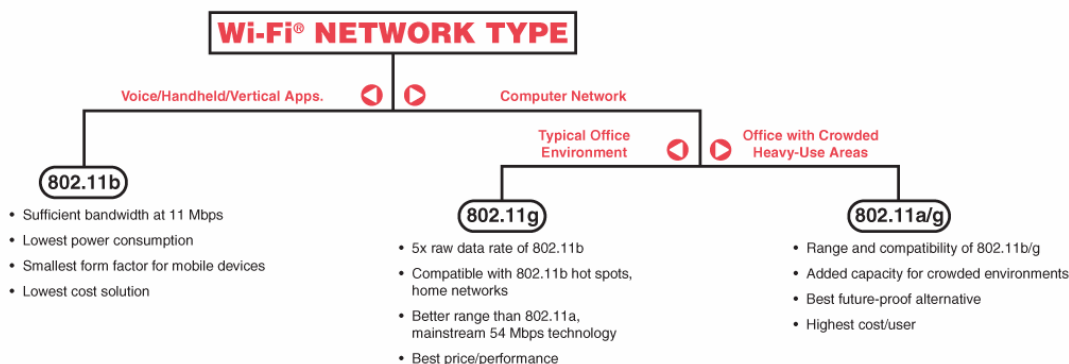 Wi-Fi® NETWORK TYPE
Voice/Handheld/Vertical Apps.
Computer Network
Typical Office
Environment
Office with Crowded
Heavy-Use Areas
802.11b
• Sufficient bandwidth at 11 Mbps
• Lowest power consumption
• Smallest form factor for mobile devices
• Lowest cost solution
802.11g
• 5x raw data rate of 802.11b
• Compatible with 802.11b hot spots,
home networks
• Better range than 802.11a,
mainstream 54 Mbps technology
• Best price/performance
802.11a/g
• Range and compatibility of 802.11b/g
• Added capacity for crowded environments
• Best future-proof alternative
• Highest cost/user